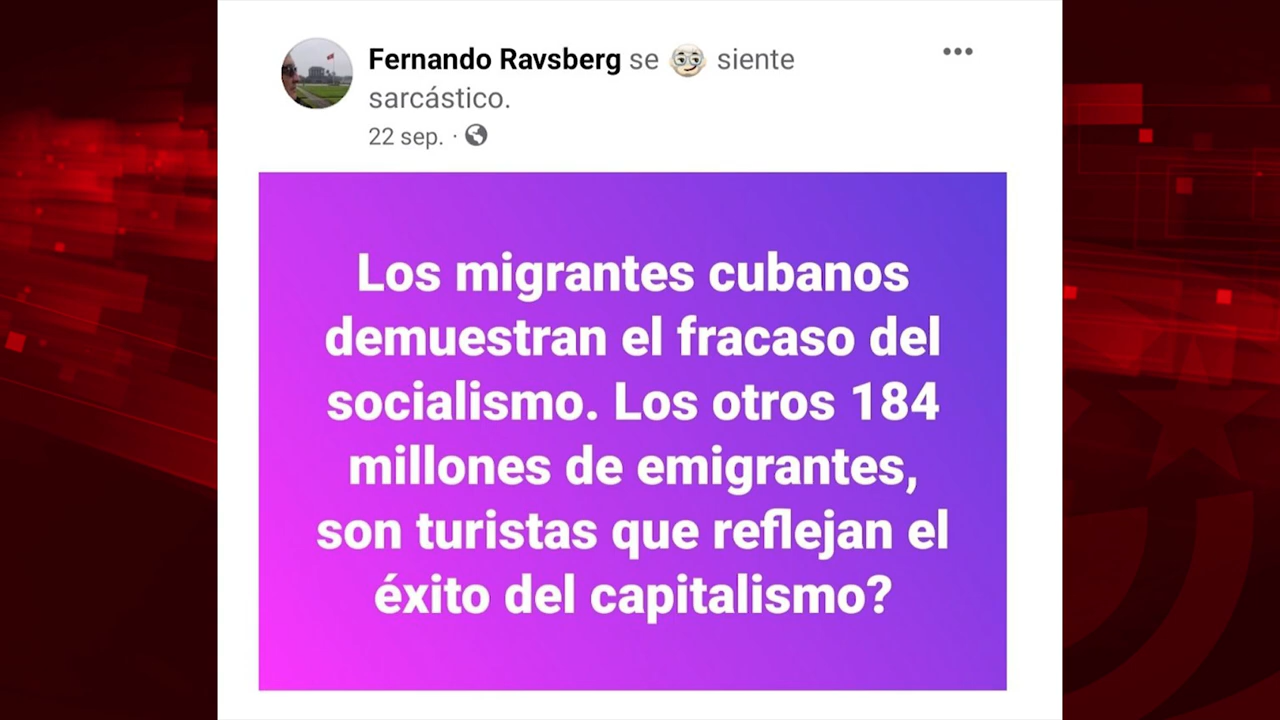 Fernando Ravsberg se siente
sarcástico.
22 sep. ·
Los migrantes cubanos
demuestran el fracaso del
socialismo. Los otros 184
millones de emigrantes,
son turistas que reflejan el
éxito del capitalismo?